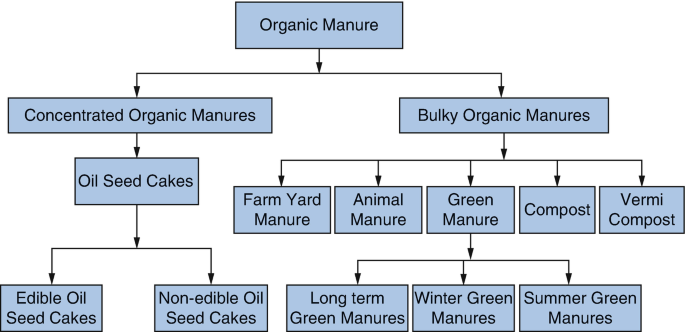 Organic Manure
Concentrated Organic Manures
Bulky Organic Manures
Oil Seed Cakes
Farm Yard
Manure
Animal
Manure
Green
Manure
Compost
Vermi
Compost
Edible Oil
Seed Cakes
Non-edible Oil
Seed Cakes
Long term
Green Manures
Winter Green
Manures
Summer Green
Manures